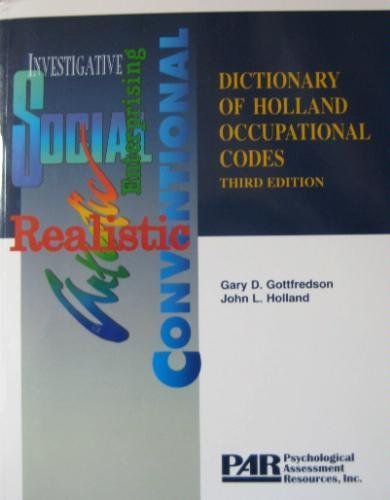 INVESTIGATIVE
SOCIAL
Artistic
Enterprising
Realistic
CONVENTIONAL
DICTIONARY
OF HOLLAND
OCCUPATIONAL
CODES
THIRD EDITION
Gary D. Gottfredson
John L. Holland
PAR
Psychological
Assessment
Resources, Inc.